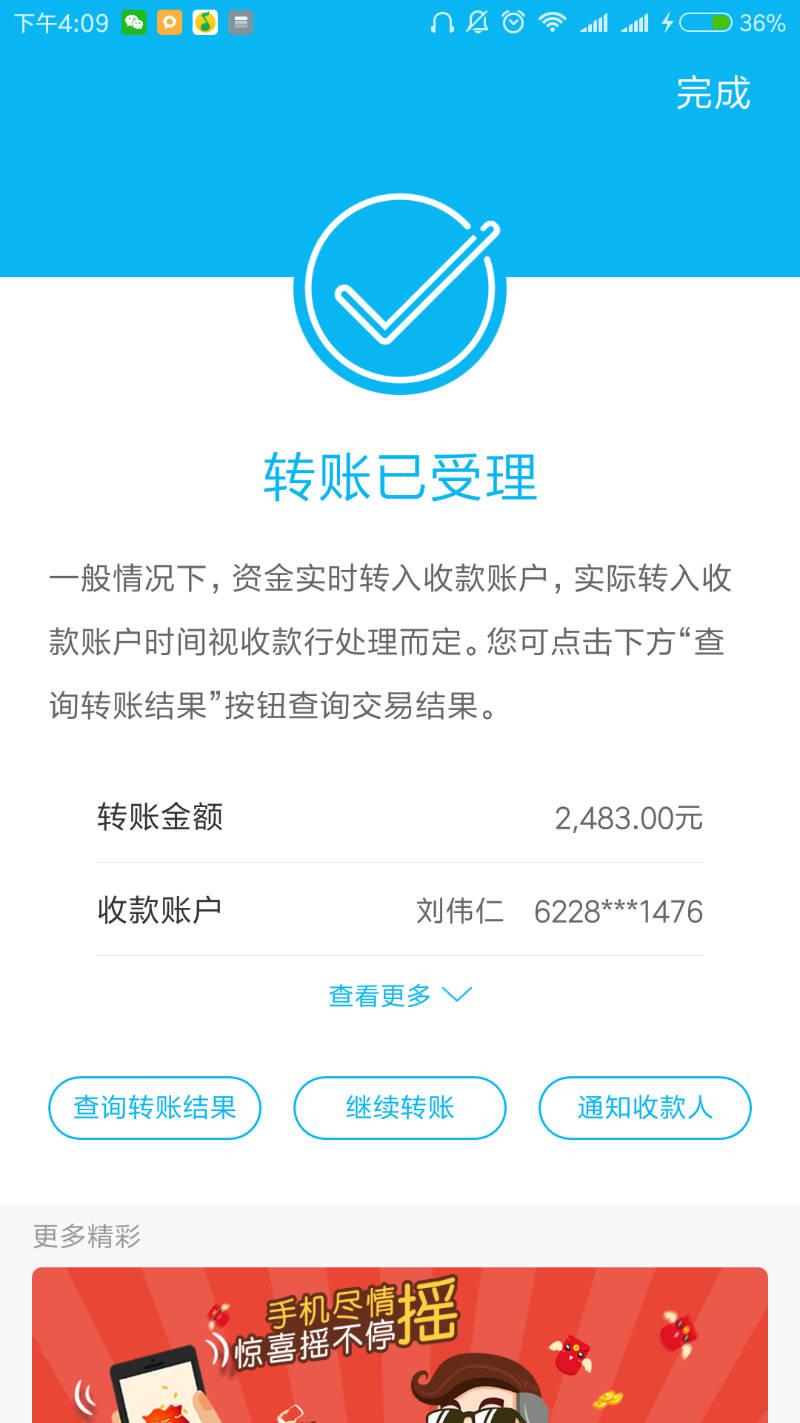 下午4:09
36%
完成
转账已受理
一般情况下，资金实时转入收款账户，实际转入收
款账户时间视收款行处理而定。您可点击下方“查
询转账结果”按钮查询交易结果。
转账金额 2,483.00元
收款账户 刘伟仁 6228***1476
查看更多
查询转账结果 继续转账 通知收款人
更多精彩
手机尽情摇
惊喜摇不停